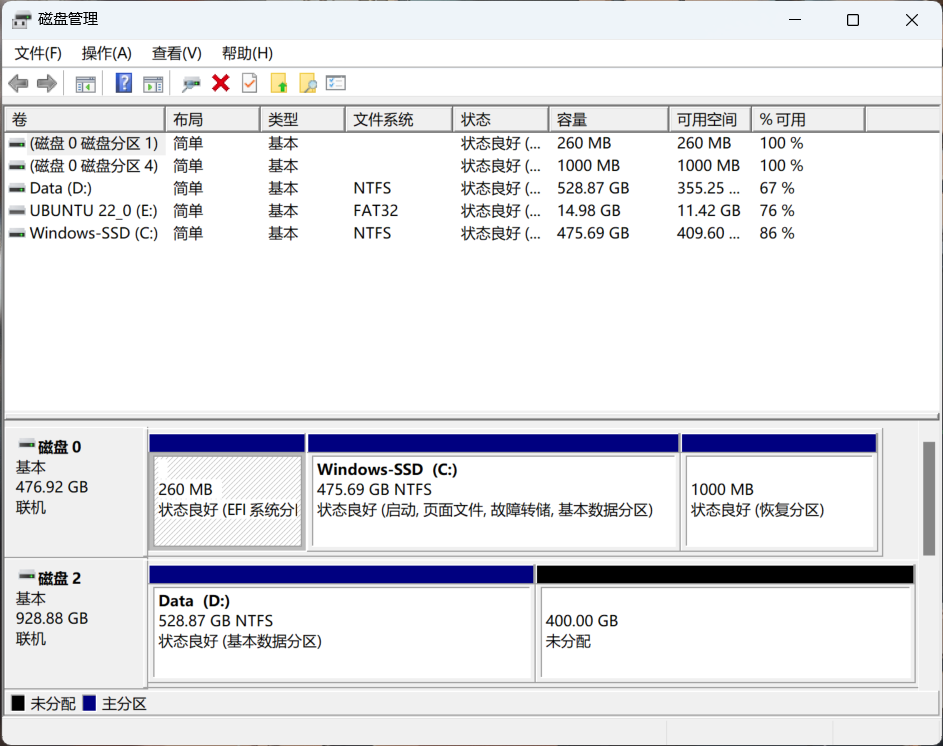 磁盘管理
文件(F) 操作(A) 查看(V) 帮助(H)
卷 布局 类型 文件系统 状态 容量 可用空间 % 可用
(磁盘 0 磁盘分区 1) 简单 基本 状态良好 (... 260 MB 260 MB 100 %
(磁盘 0 磁盘分区 4) 简单 基本 状态良好 (... 1000 MB 1000 MB 100 %
Data (D:) 简单 基本 NTFS 状态良好 (... 528.87 GB 355.25 ... 67 %
UBUNTU 22_0 (E:) 简单 基本 FAT32 状态良好 (... 14.98 GB 11.42 GB 76 %
Windows-SSD (C:) 简单 基本 NTFS 状态良好 (... 475.69 GB 409.60 ... 86 %
磁盘 0
基本
476.92 GB
联机
260 MB
状态良好 (EFI 系统分
Windows-SSD (C:)
475.69 GB NTFS
状态良好 (启动, 页面文件, 故障转储, 基本数据分区)
1000 MB
状态良好 (恢复分区)
磁盘 2
基本
928.88 GB
联机
Data (D:)
528.87 GB NTFS
状态良好 (基本数据分区)
400.00 GB
未分配
未分配 主分区